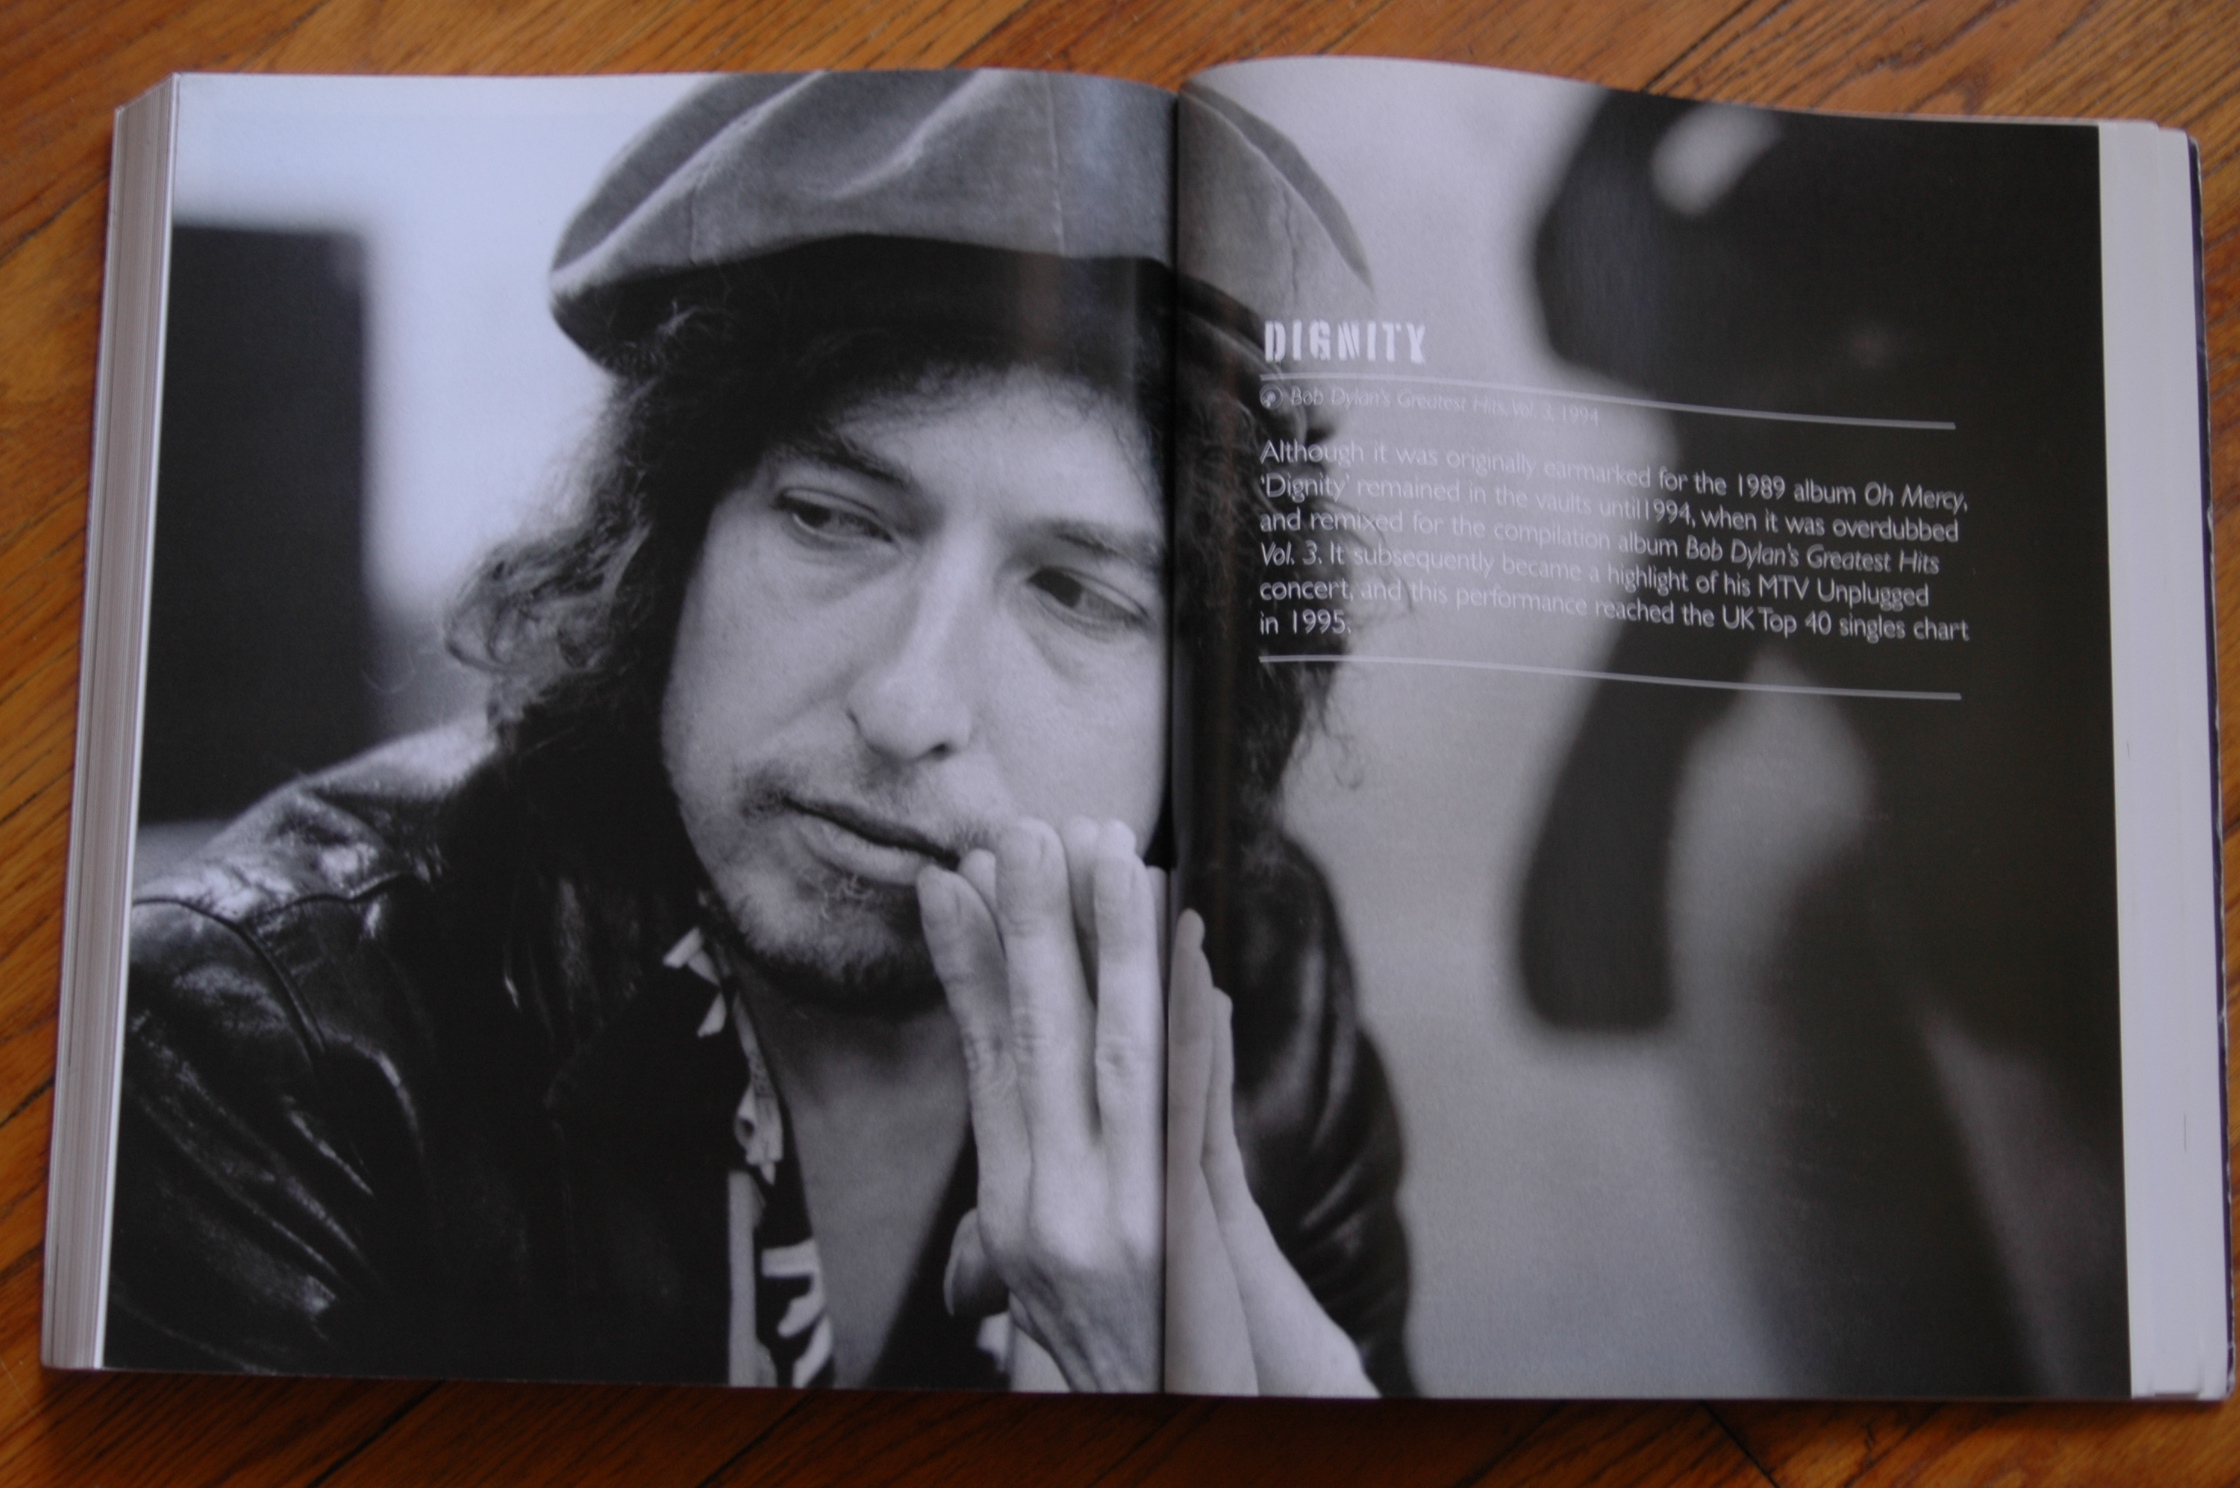 DIGNITY
Bob Dylan's Greatest Hits, Vol. 3, 1994
Although it was originally earmarked for the 1989 album Oh Mercy,
'Dignity' remained in the vaults until1994, when it was overdubbed
and remixed for the compilation album Bob Dylan's Greatest Hits
Vol. 3. It subsequently became a highlight of his MTV Unplugged
concert, and this performance reached the UK Top 40 singles chart
in 1995.